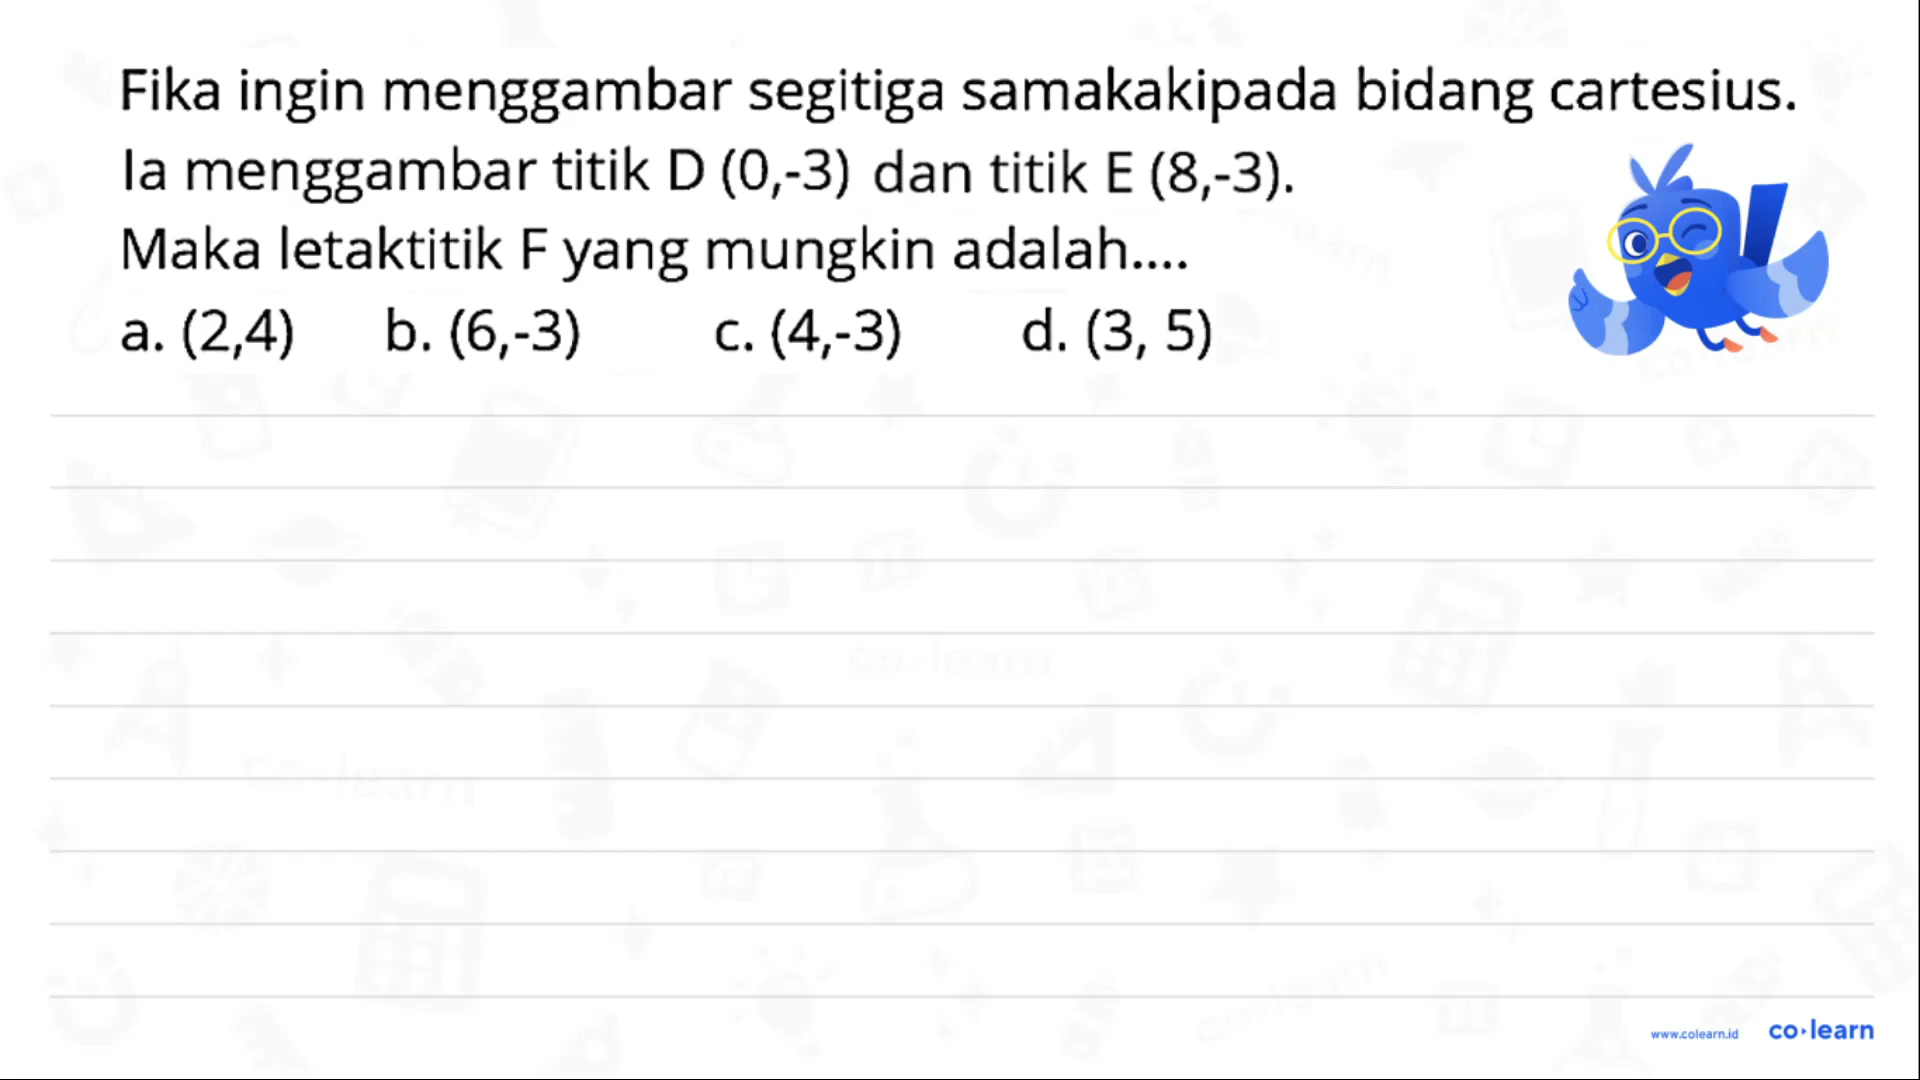 Fika ingin menggambar segitiga samakakipada bidang cartesius.
Ia menggambar titik D (0,-3) dan titik E (8,-3).
Maka letaktitik F yang mungkin adalah....
a. (2,4) b. (6,-3) c. (4,-3) d. (3, 5)
www.colearn.id co·learn